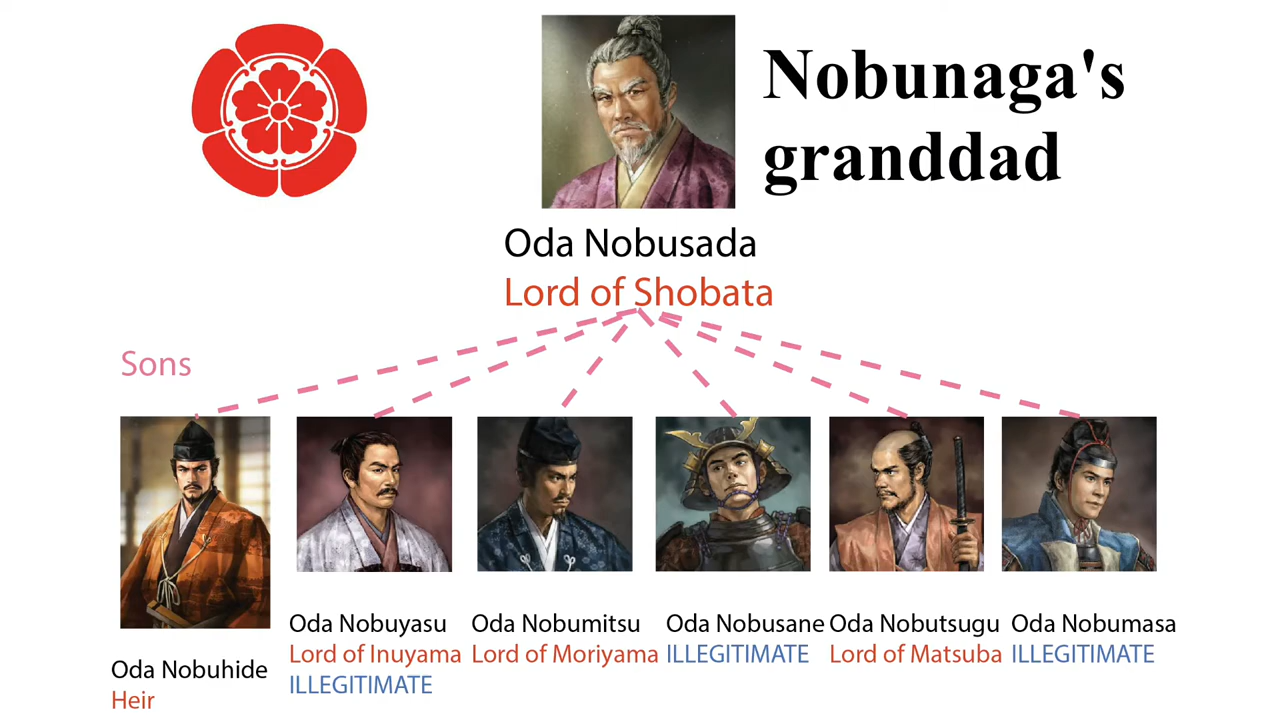 Nobunaga's
granddad
Oda Nobusada
Lord of Shobata
Sons
Oda Nobuhide
Heir
Oda Nobuyasu
Lord of Inuyama
ILLEGITIMATE
Oda Nobumitsu
Lord of Moriyama
Oda Nobusane
ILLEGITIMATE
Oda Nobutsugu
Lord of Matsuba
Oda Nobumasa
ILLEGITIMATE